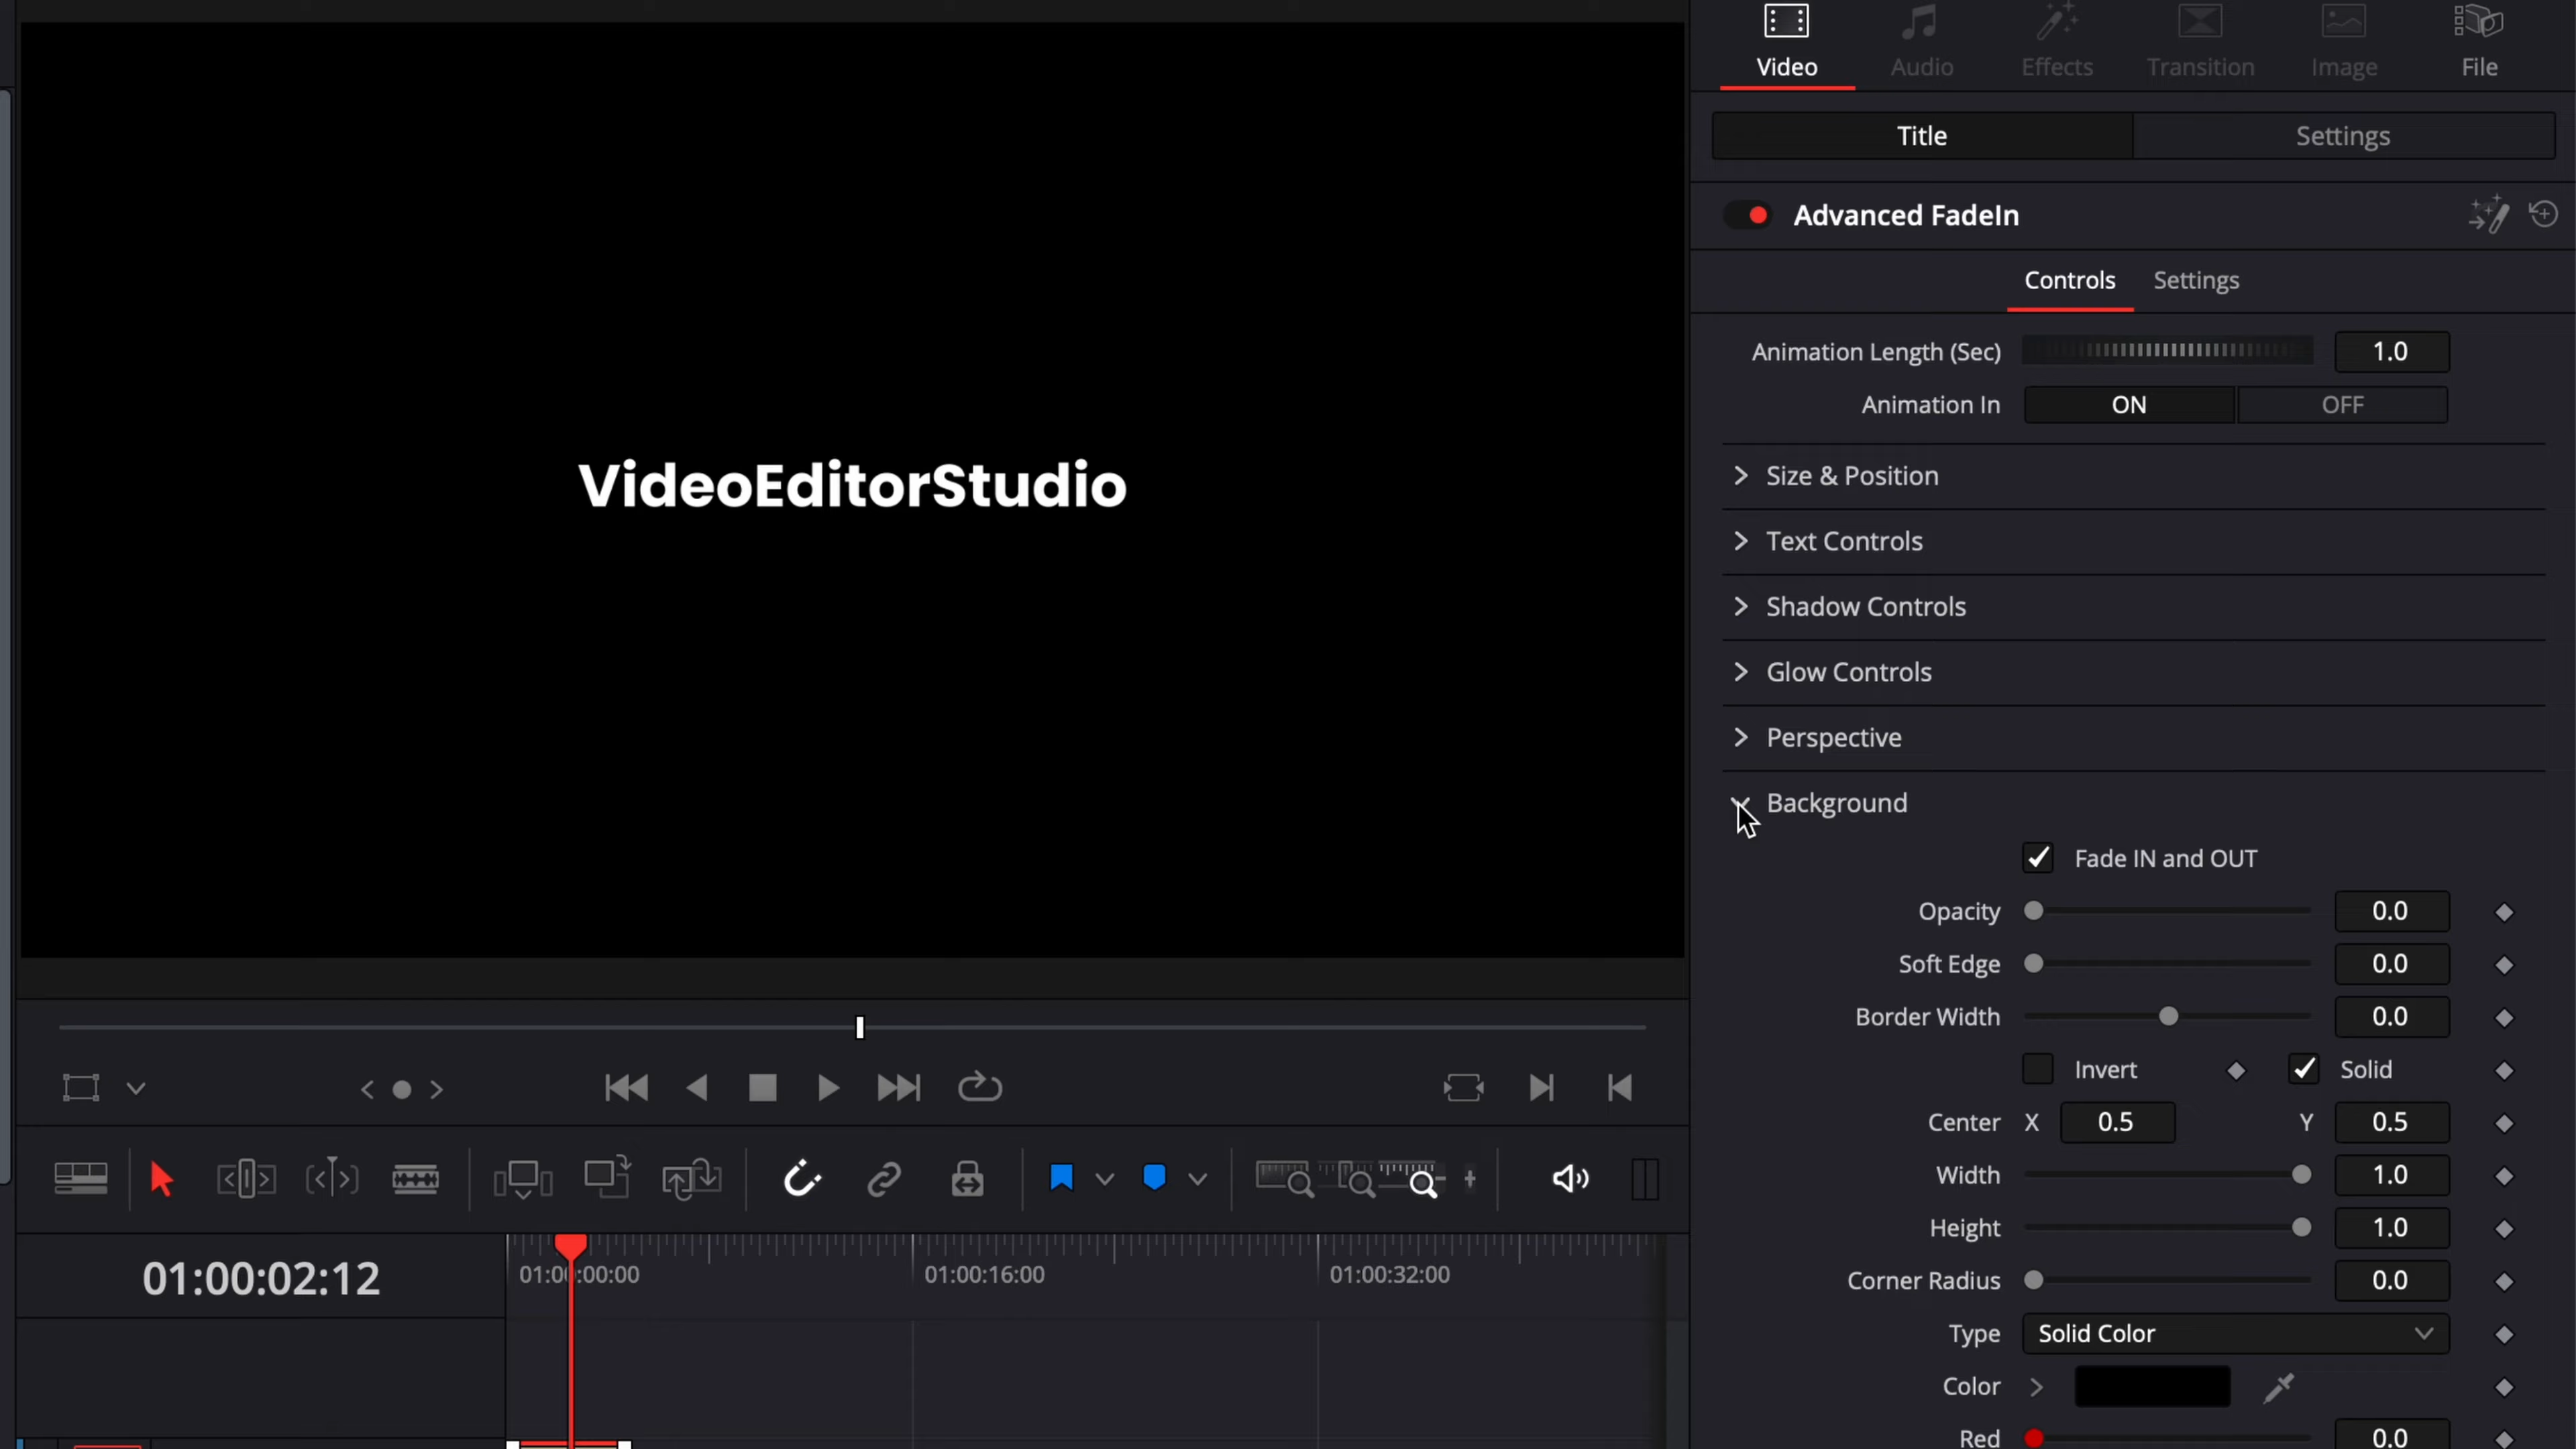 Video Audio Effects Transition Image File
Title Settings
Advanced FadeIn
Controls Settings
Animation Length (Sec) 1.0
Animation In ON OFF
Size & Position
VideoEditorStudio
Text Controls
Shadow Controls
Glow Controls
Perspective
Background
Fade IN and OUT
Opacity 0.0
Soft Edge 0.0
Border Width 0.0
Invert Solid
Center X 0.5 Y 0.5
Width 1.0
Height 1.0
Corner Radius 0.0
Type Solid Color
Color
Red 0.0
01:00:02:12
01:00:00:00 01:00:16:00 01:00:32:00